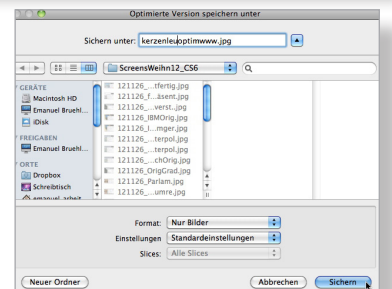 Optimierte Version speichern unter
Sichern unter: kerzenleuoptimwww.jpg
ScreensWeihn12_CS6
GERÄTE
Macintosh HD
Emanuel Bruehl...
iDisk
FREIGABEN
Emanuel Bruehl...
ORTE
Dropbox
Schreibtisch
emanuel_arbeit
121126_...tfertig.jpg
121126_f...äsent.jpg
121126_...verst..jpg
121126_IBMOrig.jpg
121126_I...mger.jpg
121126_...terpol.jpg
121126_...terpol.jpg
121126_...chOrig.jpg
121126_OrigGrad.jpg
121126_Parlam.jpg
121126_...umre.jpg
Format: Nur Bilder
Einstellungen Standardeinstellungen
Slices: Alle Slices
Neuer Ordner Abbrechen Sichern